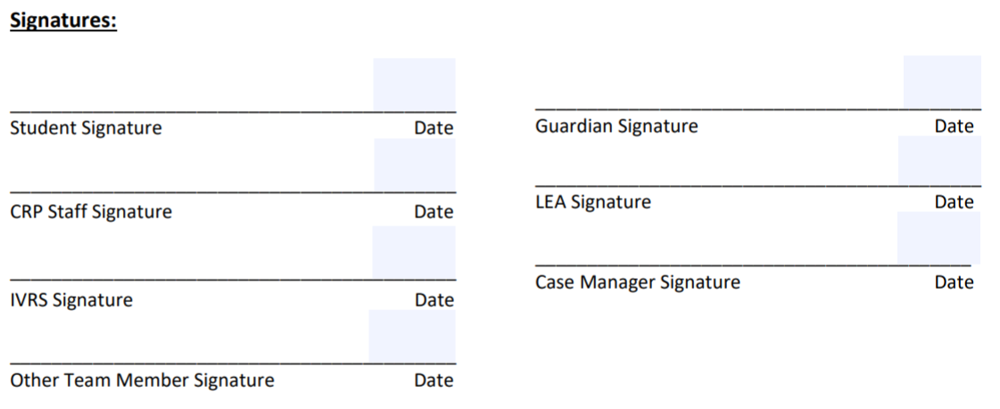 Signatures:
Student Signature Date
Guardian Signature Date
CRP Staff Signature Date
LEA Signature Date
IVRS Signature Date
Case Manager Signature Date
Other Team Member Signature Date